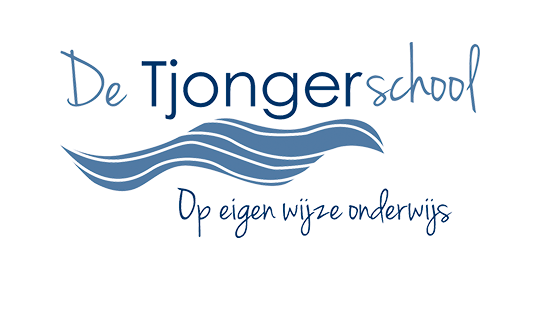 De Tjongerschool
Op eigen wijze onderwijs